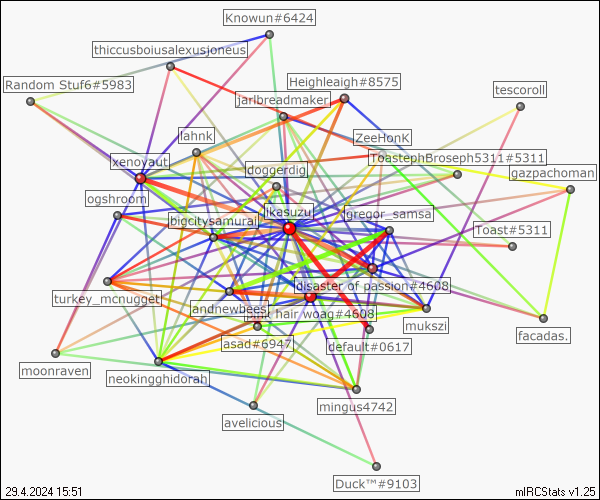 Knowun#6424
thiccusboiusalexusjoneus
Random Stuf6#5983
Heighleaigh#8575
tescoroll
jarlbreadmaker
lahnk
ZeeHonK
xenoyaut
ToastephBroseph5311#5311
doggerdig
gazpachoman
ogshroom
ikesuzu
gregor_samsa
bigcitysamurai
Toast#5311
disaster of passion#4608
turkey_mcnugget
andnewbees
pink hair woag#4608
mukszi
asad#6947
default#0617
facadas.
moonraven
neokingghidorah
mingus4742
avelicious
Duck™#9103
29.4.2024 15:51
mIRCStats v1.25